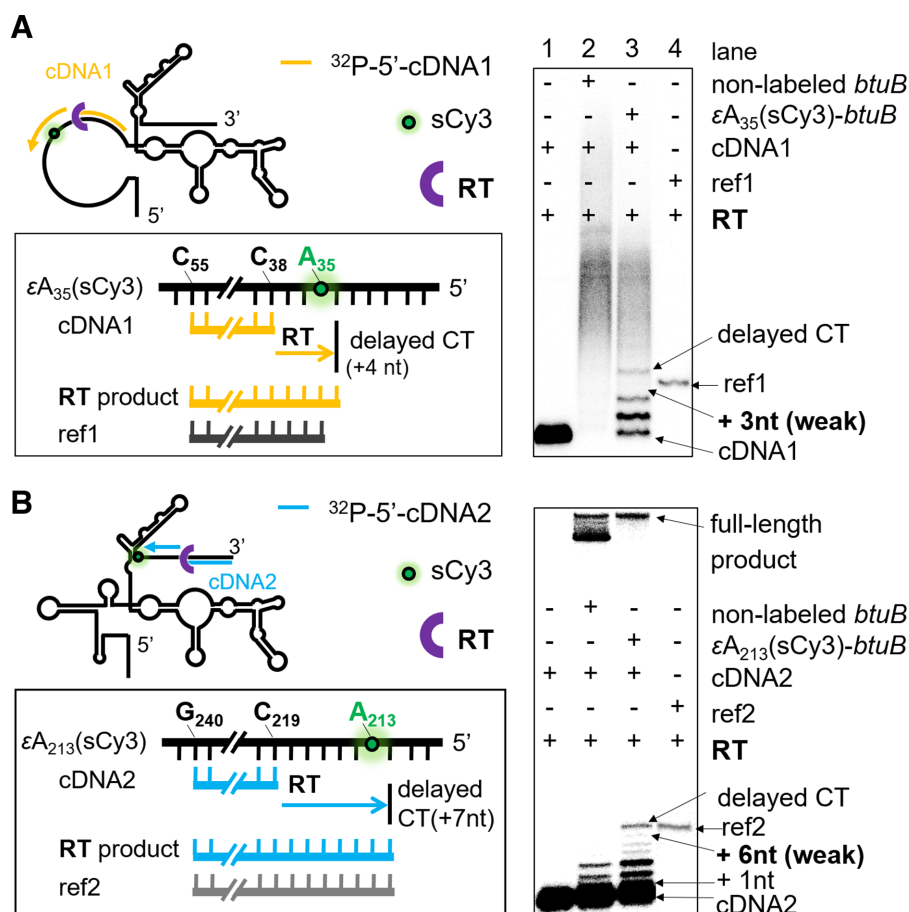 A
cDNA1
³²P-5’-cDNA1
3’
sCy3
RT
5’
C₅₅ C₃₈ A₃₅
εA₃₅(sCy3) 5’
cDNA1
RT
delayed CT
(+4 nt)
RT product
ref1
1 2 3 4 lane
- + - - non-labeled btuB
- - + - εA₃₅(sCy3)-btuB
+ + + - cDNA1
- - - + ref1
+ + + + RT
delayed CT
ref1
+ 3nt (weak)
cDNA1
B
³²P-5’-cDNA2
3’
cDNA2
sCy3
5’
RT
G₂₄₀ C₂₁₉ A₂₁₃
εA₂₁₃(sCy3) 5’
cDNA2
RT
delayed
CT(+7nt)
RT product
ref2
full-length
product
- + - - non-labeled btuB
- - + - εA₂₁₃(sCy3)-btuB
+ + + - cDNA2
- - - + ref2
+ + + + RT
delayed CT
ref2
+ 6nt (weak)
+ 1nt
cDNA2